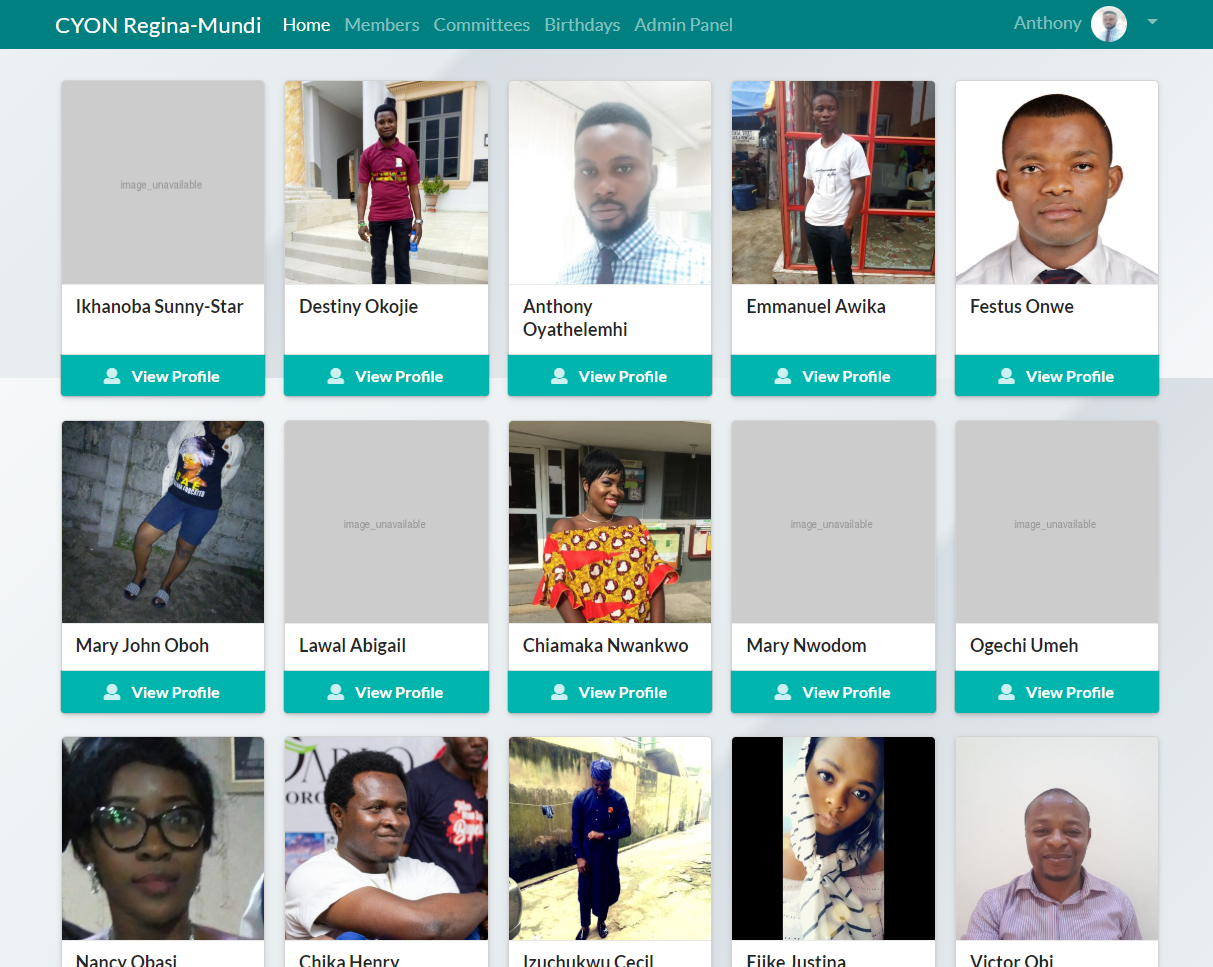 CYON Regina-Mundi Home Members Committees Birthdays Admin Panel Anthony
image_unavailable
Ikhanoba Sunny-Star
Destiny Okojie
Anthony
Oyathelemhi
Emmanuel Awika
Festus Onwe
View Profile
View Profile
View Profile
View Profile
View Profile
image_unavailable
image_unavailable
image_unavailable
Mary John Oboh
Lawal Abigail
Chiamaka Nwankwo
Mary Nwodom
Ogechi Umeh
View Profile
View Profile
View Profile
View Profile
View Profile
Nancy Obasi
Chika Henry
Izuchukwu Cecil
Ejike Justina
Victor Obi